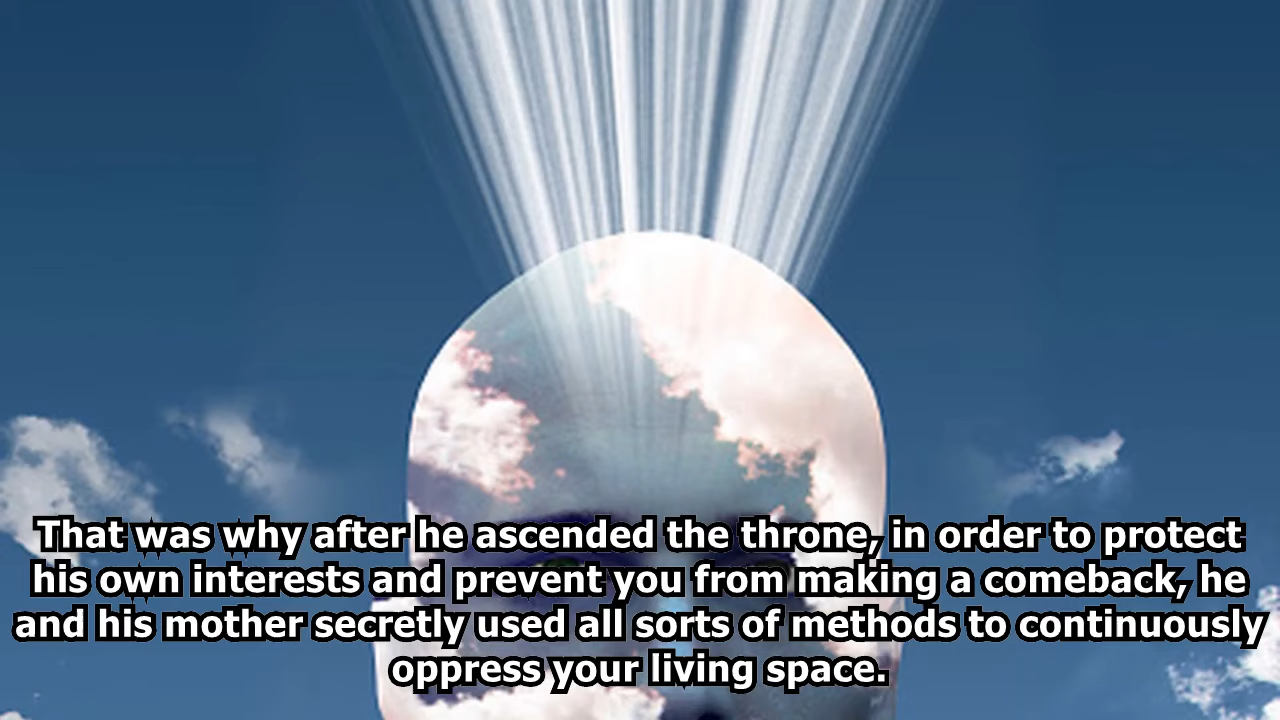 That was why after he ascended the throne, in order to protect
his own interests and prevent you from making a comeback, he
and his mother secretly used all sorts of methods to continuously
oppress your living space.